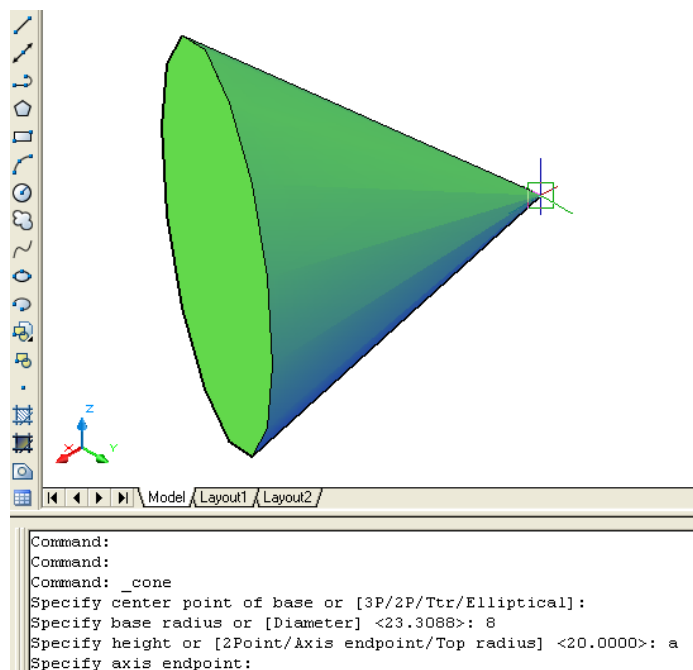 Z
X
Y
Model Layout1 Layout2
Command:
Command:
Command: _cone
Specify center point of base or [3P/2P/Ttr/Elliptical]:
Specify base radius or [Diameter] <23.3088>: 8
Specify height or [2Point/Axis endpoint/Top radius] <20.0000>: a
Specify axis endpoint: